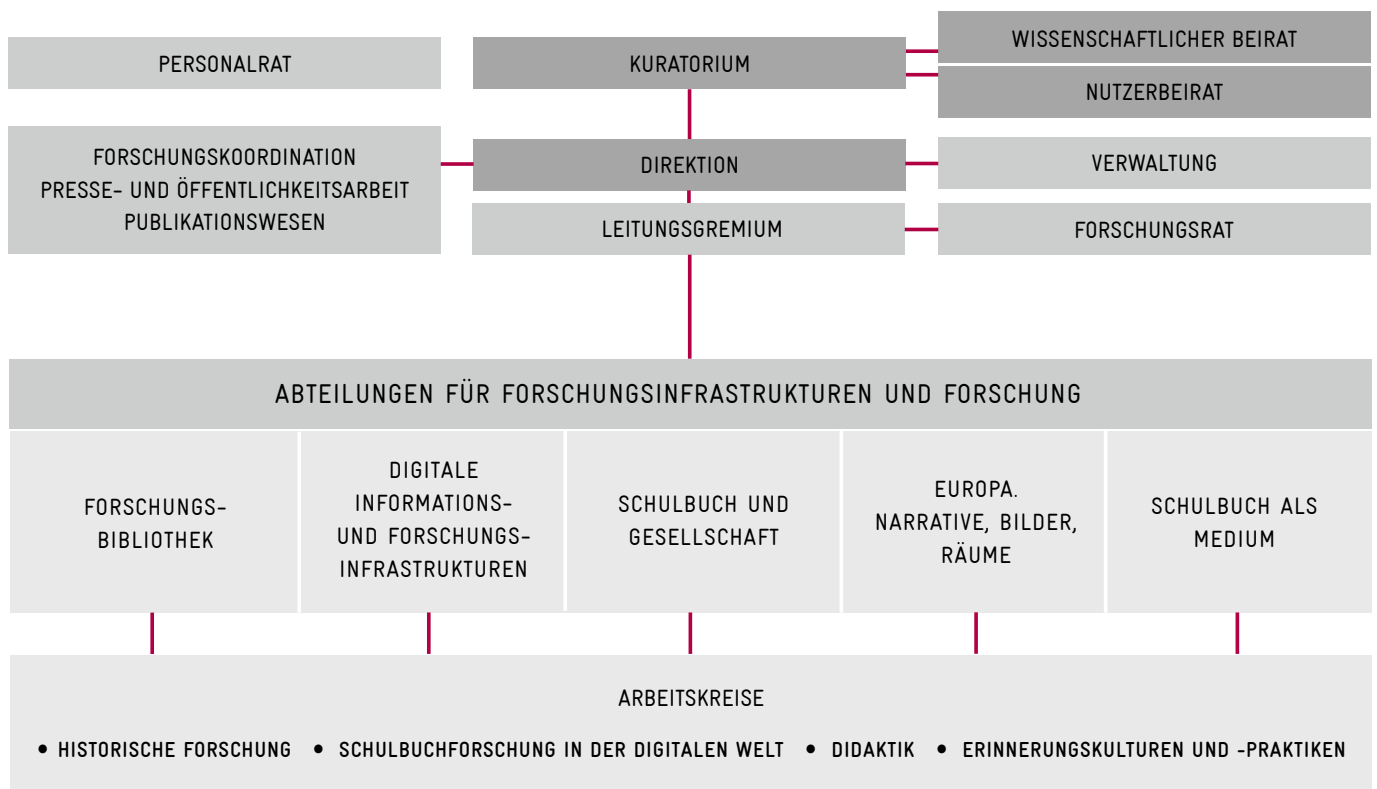 PERSONALRAT
KURATORIUM
WISSENSCHAFTLICHER BEIRAT
NUTZERBEIRAT
FORSCHUNGSKOORDINATION
PRESSE- UND ÖFFENTLICHKEITSARBEIT
PUBLIKATIONSWESEN
DIREKTION
VERWALTUNG
LEITUNGSGREMIUM
FORSCHUNGSRAT
ABTEILUNGEN FÜR FORSCHUNGSINFRASTRUKTUREN UND FORSCHUNG
FORSCHUNGS-
BIBLIOTHEK
DIGITALE
INFORMATIONS-
UND FORSCHUNGS-
INFRASTRUKTUREN
SCHULBUCH UND
GESELLSCHAFT
EUROPA.
NARRATIVE, BILDER,
RÄUME
SCHULBUCH ALS
MEDIUM
ARBEITSKREISE
• HISTORISCHE FORSCHUNG • SCHULBUCHFORSCHUNG IN DER DIGITALEN WELT • DIDAKTIK • ERINNERUNGSKULTUREN UND -PRAKTIKEN